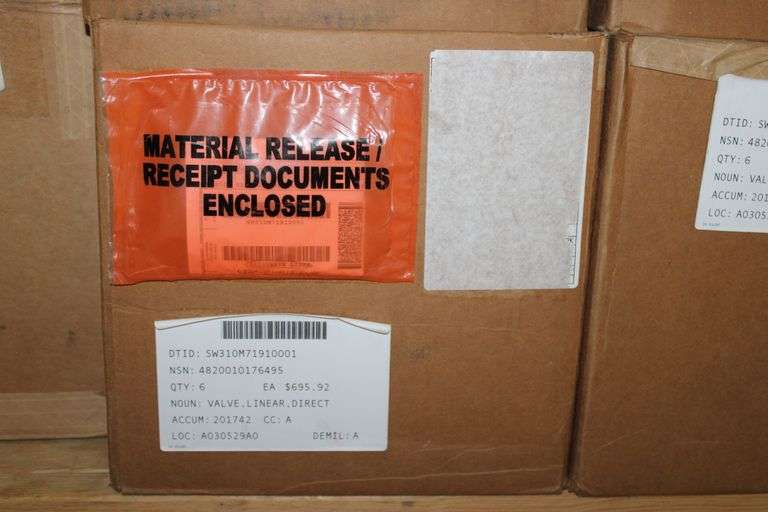 MATERIAL RELEASE/
RECEIPT DOCUMENTS
ENCLOSED
DTID: SW310M71910001
NSN: 4820010176495
QTY: 6 EA $695.92
NOUN: VALVE,LINEAR,DIRECT
ACCUM: 201742 CC: A
LOC: A030529A0 DEMIL: A
DTID: SW
NSN: 482
QTY: 6
NOUN: VAL
ACCUM: 201
LOC: A0305